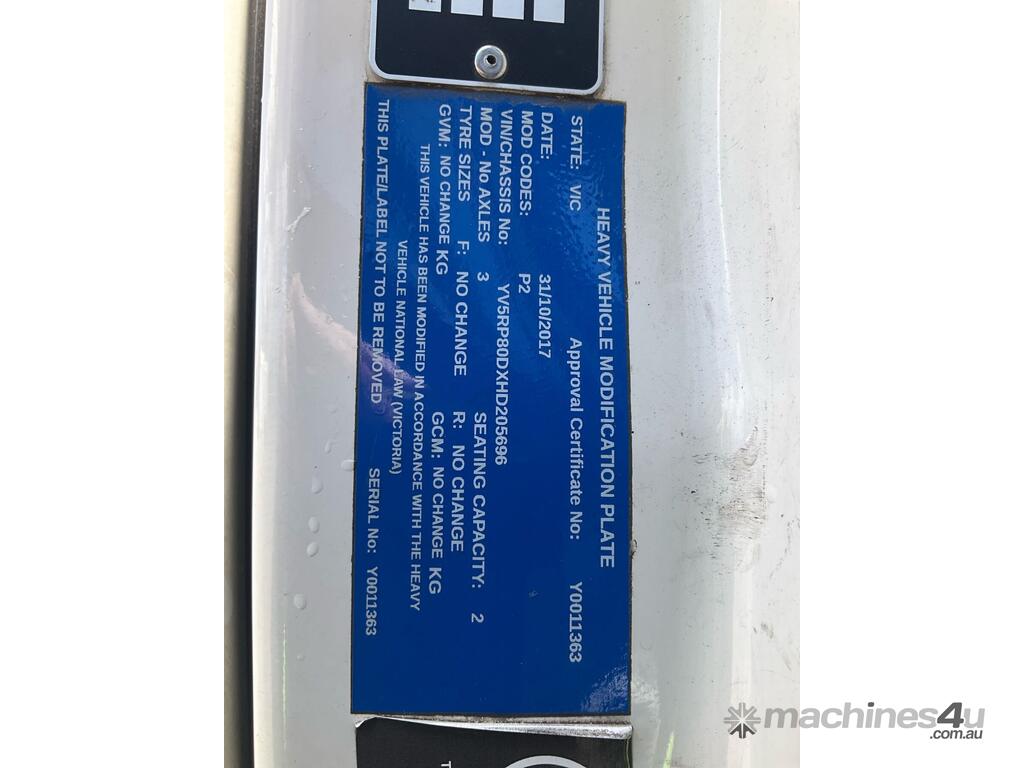 HEAVY VEHICLE MODIFICATION PLATE
STATE: VIC Approval Certificate No: Y0011363
DATE: 31/10/2017
MOD CODES: P2
VIN/CHASSIS No: YV5RP80DXHD205696
MOD - No AXLES 3 SEATING CAPACITY: 2
TYRE SIZES F: NO CHANGE R: NO CHANGE
GVM: NO CHANGE KG GCM: NO CHANGE KG
THIS VEHICLE HAS BEEN MODIFIED IN ACCORDANCE WITH THE HEAVY
VEHICLE NATIONAL LAW (VICTORIA)
THIS PLATE/LABEL NOT TO BE REMOVED SERIAL No: Y0011363
machines4u
.com.au